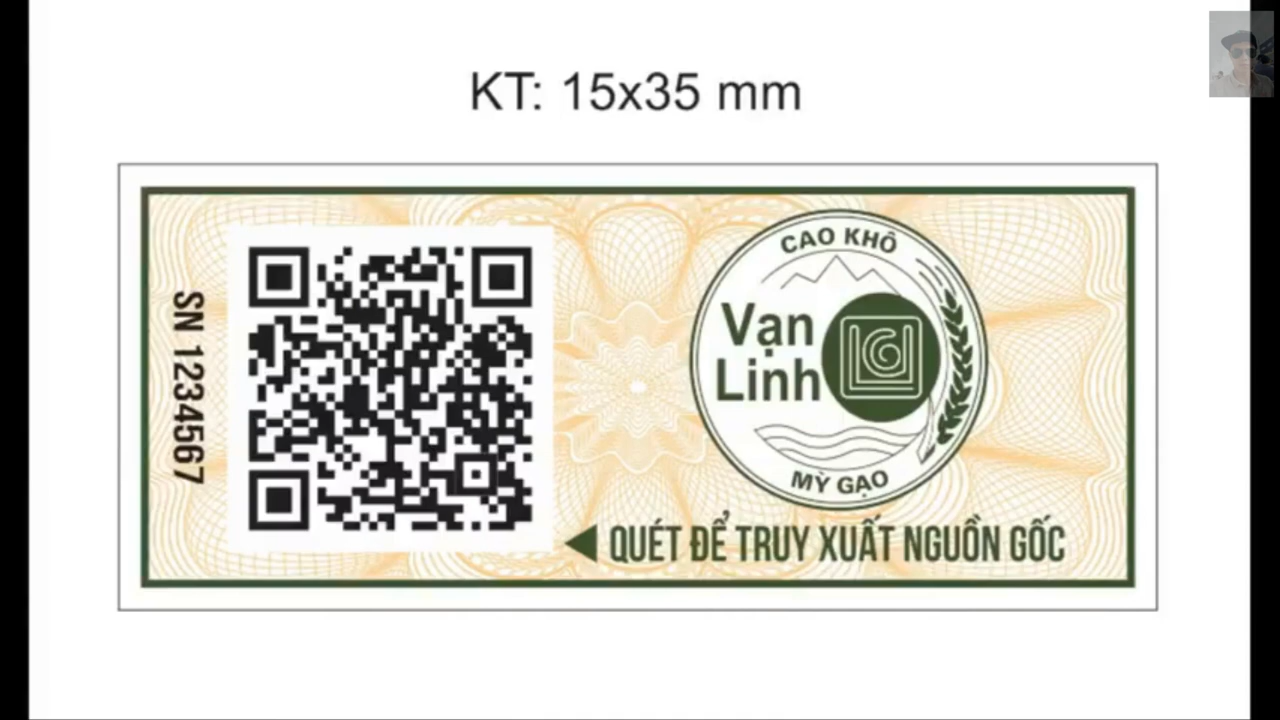 KT: 15x35 mm
SN 1234567
CAO KHÔ
Vạn
Linh
MỲ GẠO
QUÉT ĐỂ TRUY XUẤT NGUỒN GỐC